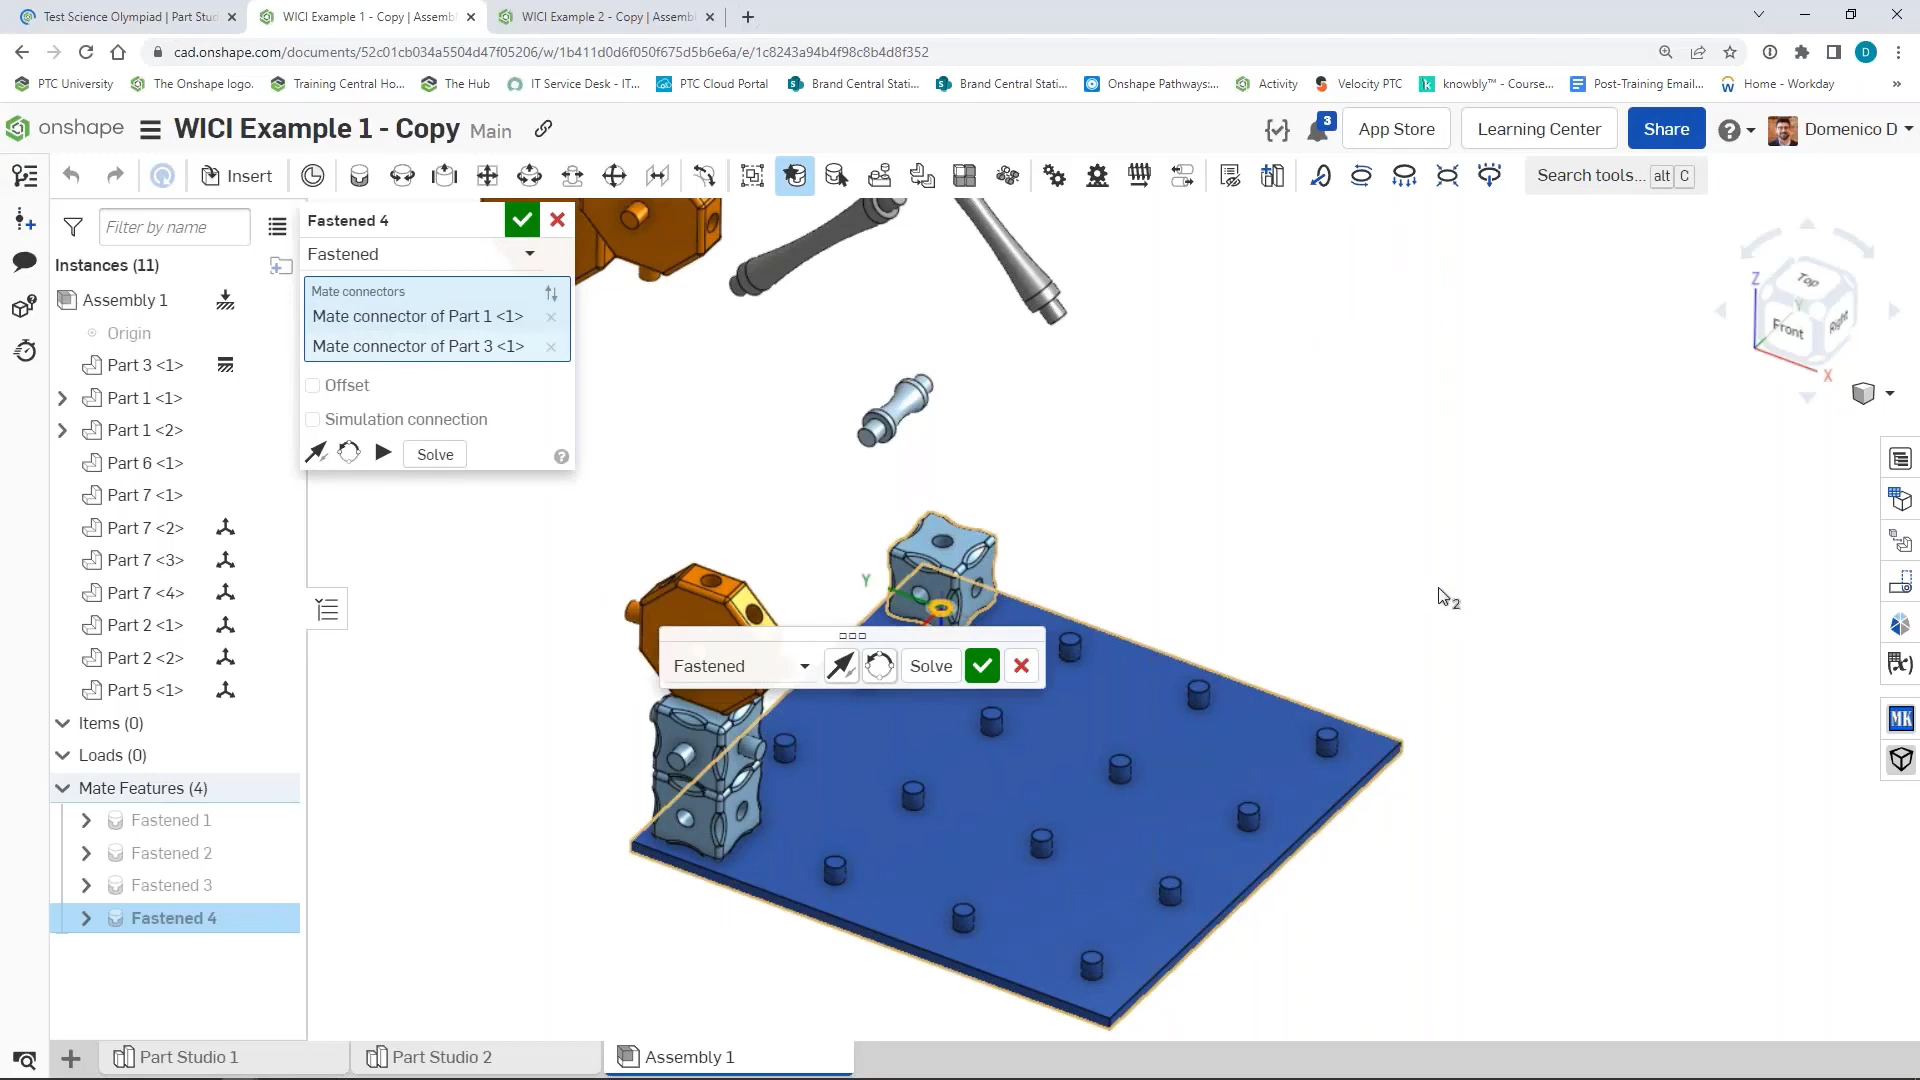 Test Science Olympiad | Part Studi
WICI Example 1 - Copy | Assembl
WICI Example 2 - Copy | Assembl
cad.onshape.com/documents/52c01cb034a5504d47f05206/w/1b411d0d6f050f675d5b6e6a/e/1c8243a94b4f98c8b4d8f352
D
PTC University
The Onshape logo.
Training Central Ho...
The Hub
IT Service Desk - IT...
PTC Cloud Portal
Brand Central Stati...
Brand Central Stati...
Onshape Pathways:...
Activity
Velocity PTC
knowbly™ - Course...
Post-Training Email...
Home - Workday
onshape
WICI Example 1 - Copy Main
3
App Store
Learning Center
Share
Domenico D
Insert
Search tools... alt C
Filter by name
Instances (11)
Assembly 1
Origin
Part 3 <1>
Part 1 <1>
Part 1 <2>
Part 6 <1>
Part 7 <1>
Part 7 <2>
Part 7 <3>
Part 7 <4>
Part 2 <1>
Part 2 <2>
Part 5 <1>
Items (0)
Loads (0)
Mate Features (4)
Fastened 1
Fastened 2
Fastened 3
Fastened 4
Fastened 4
Fastened
Mate connectors
Mate connector of Part 1 <1>
Mate connector of Part 3 <1>
Offset
Simulation connection
Solve
Y
Fastened
Solve
2
Z
Top
Y
Front
Right
X
MK
Part Studio 1
Part Studio 2
Assembly 1